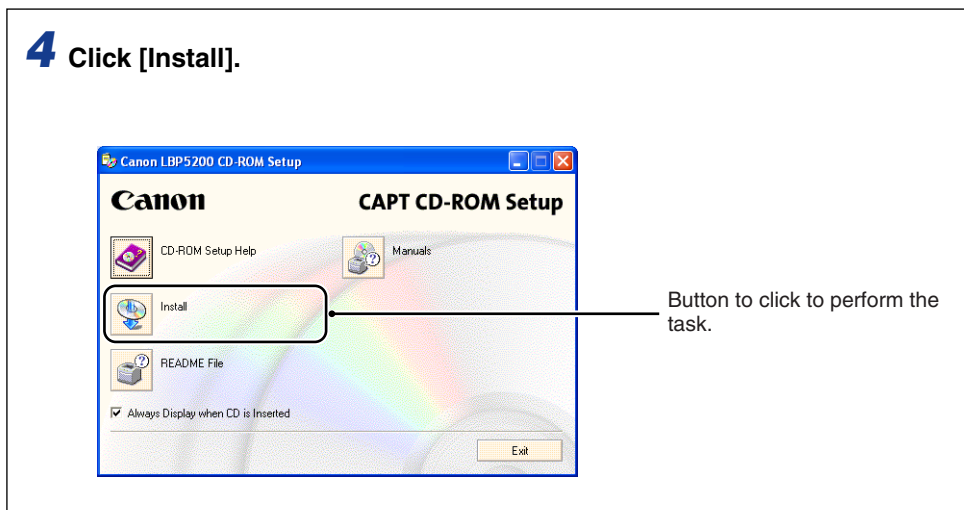 4 Click [Install].
Canon LBP5200 CD-ROM Setup
Canon
CAPT CD-ROM Setup
CD-ROM Setup Help
Manuals
Install
Button to click to perform the
task.
README File
Always Display when CD is Inserted
Exit